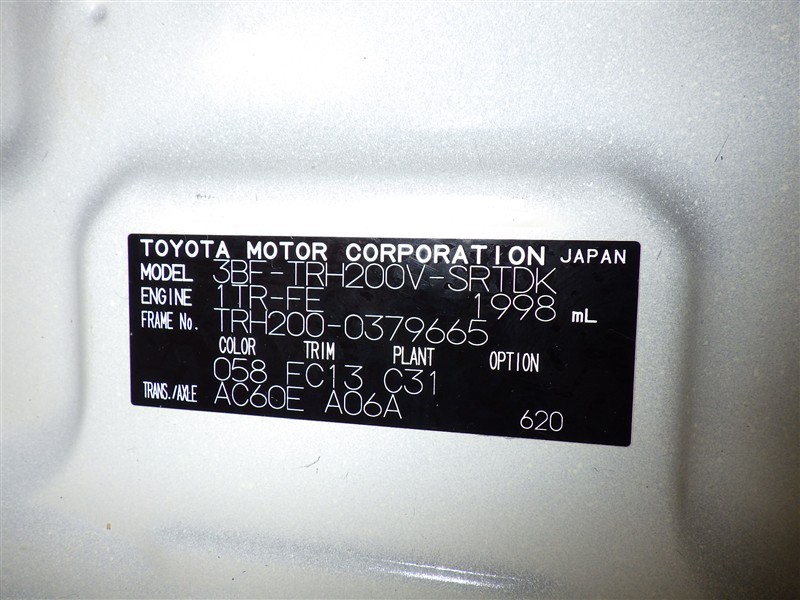 TOYOTA MOTOR CORPORATION JAPAN
MODEL 3BF-TRH200V-SRTDK
ENGINE 1TR-FE 1998 mL
FRAME No. TRH200-0379665
COLOR TRIM PLANT OPTION
058 FC13 C31
TRANS./AXLE AC60E A06A 620